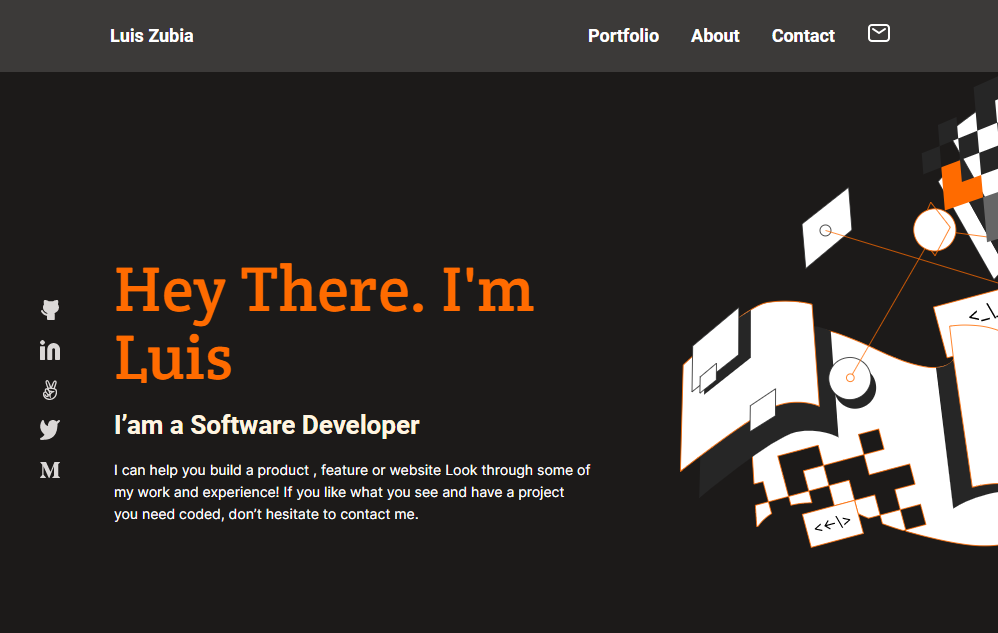 Luis Zubia
Portfolio About Contact
Hey There. I'm
Luis
I’am a Software Developer
I can help you build a product , feature or website Look through some of
my work and experience! If you like what you see and have a project
you need coded, don’t hesitate to contact me.
<←|>